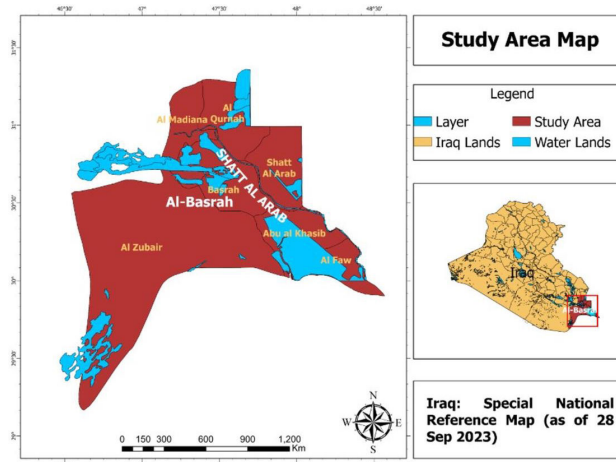 46°30'
47°
47°30'
48°
48°30'
31°30'
31°
30°30'
30°
29°30'
29°
Al Madiana
Al
Qurnah
SHATT AL ARAB
Shatt
Al Arab
Basrah
Al-Basrah
Abu al Khasib
Al Zubair
Al Faw
N
W
E
S
0 150 300 600 900 1,200
Km
Study Area Map
Legend
Layer
Study Area
Iraq Lands
Water Lands
Iraq
Al-Basrah
Iraq: Special National
Reference Map (as of 28
Sep 2023)